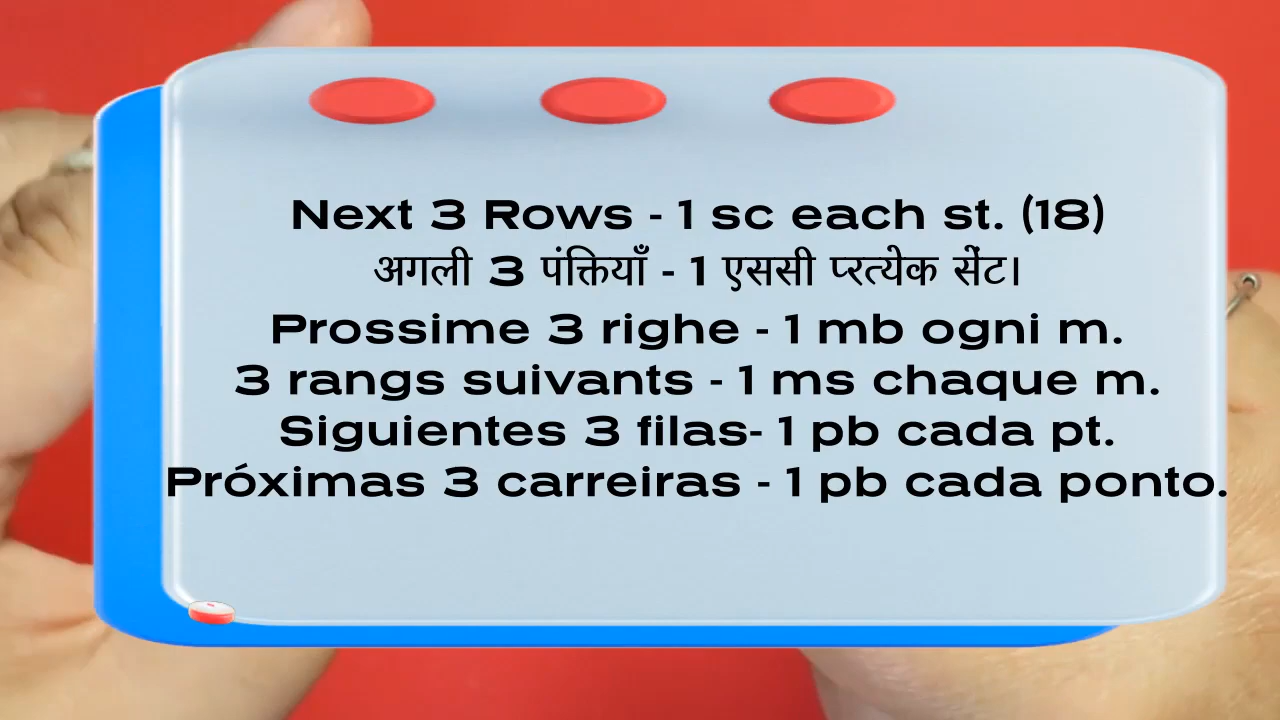 Next 3 Rows - 1 sc each st. (18)
अगली 3 पंक्तियाँ - 1 एससी प्रत्येक सेंट।
Prossime 3 righe - 1 mb ogni m.
3 rangs suivants - 1 ms chaque m.
Siguientes 3 filas- 1 pb cada pt.
Próximas 3 carreiras - 1 pb cada ponto.